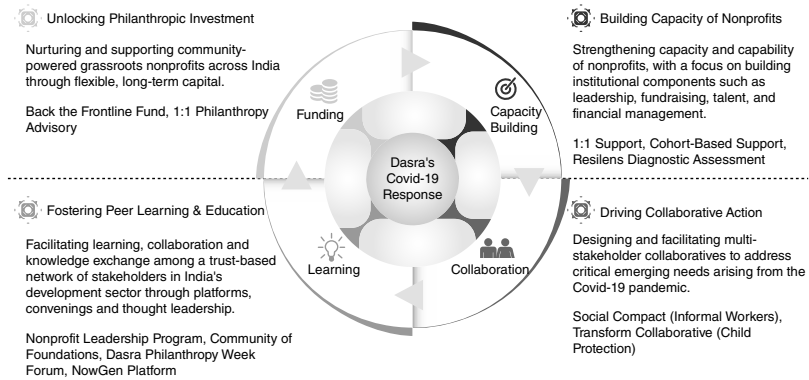 Unlocking Philanthropic Investment
Nurturing and supporting community-
powered grassroots nonprofits across India
through flexible, long-term capital.
Back the Frontline Fund, 1:1 Philanthropy
Advisory
Building Capacity of Nonprofits
Strengthening capacity and capability
of nonprofits, with a focus on building
institutional components such as
leadership, fundraising, talent, and
financial management.
1:1 Support, Cohort-Based Support,
Resilens Diagnostic Assessment
Funding
Capacity
Building
Dasra's
Covid-19
Response
Learning
Collaboration
Fostering Peer Learning & Education
Facilitating learning, collaboration and
knowledge exchange among a trust-based
network of stakeholders in India's
development sector through platforms,
convenings and thought leadership.
Nonprofit Leadership Program, Community of
Foundations, Dasra Philanthropy Week
Forum, NowGen Platform
Driving Collaborative Action
Designing and facilitating multi-
stakeholder collaboratives to address
critical emerging needs arising from the
Covid-19 pandemic.
Social Compact (Informal Workers),
Transform Collaborative (Child
Protection)